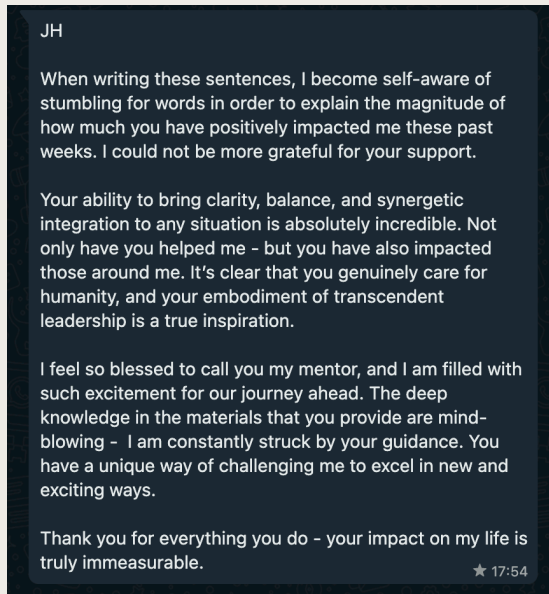 JH
When writing these sentences, I become self-aware of
stumbling for words in order to explain the magnitude of
how much you have positively impacted me these past
weeks. I could not be more grateful for your support.
Your ability to bring clarity, balance, and synergetic
integration to any situation is absolutely incredible. Not
only have you helped me - but you have also impacted
those around me. It’s clear that you genuinely care for
humanity, and your embodiment of transcendent
leadership is a true inspiration.
I feel so blessed to call you my mentor, and I am filled with
such excitement for our journey ahead. The deep
knowledge in the materials that you provide are mind-
blowing -  I am constantly struck by your guidance. You
have a unique way of challenging me to excel in new and
exciting ways.
Thank you for everything you do - your impact on my life is
truly immeasurable.
★ 17:54